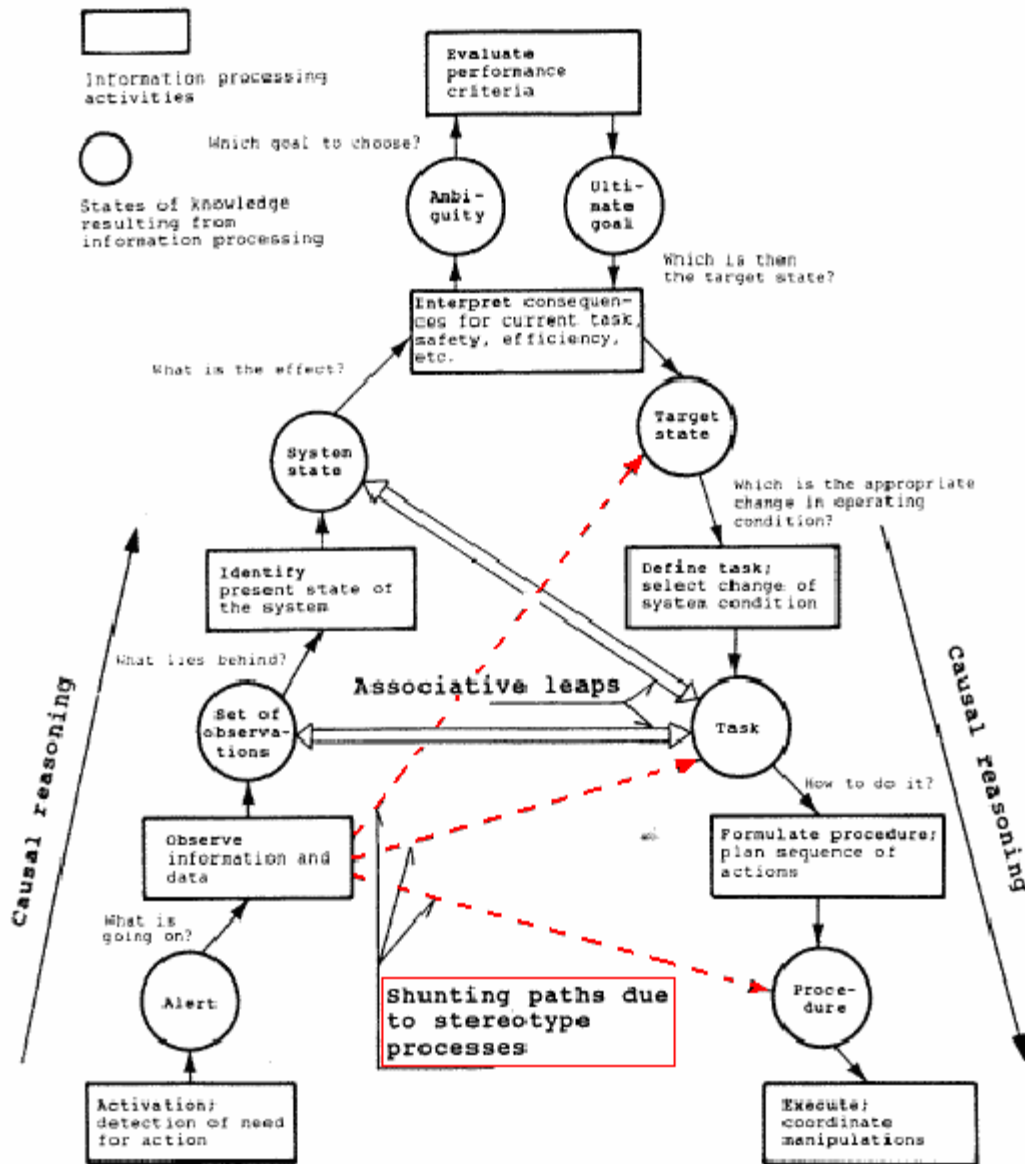 Information processing
activities
States of knowledge
resulting from
information processing
Evaluate
performance
criteria
Which goal to choose?
Ambi-
guity
Ulti-
mate
goal
Which is then
the target state?
Interpret consequen-
ces for current task,
safety, efficiency,
etc.
What is the effect?
System
state
Target
state
Which is the appropriate
change in operating
condition?
Identify
present state of
the system
Define task;
select change of
system condition
What lies behind?
Associative leaps
Set of
observa-
tions
Task
How to do it?
Causal reasoning
Causal reasoning
Observe
information and
data
Formulate procedure;
plan sequence of
actions
What is
going on?
Alert
Shunting paths due
to stereotype
processes
Proce-
dure
Activation;
detection of need
for action
Execute;
coordinate
manipulations